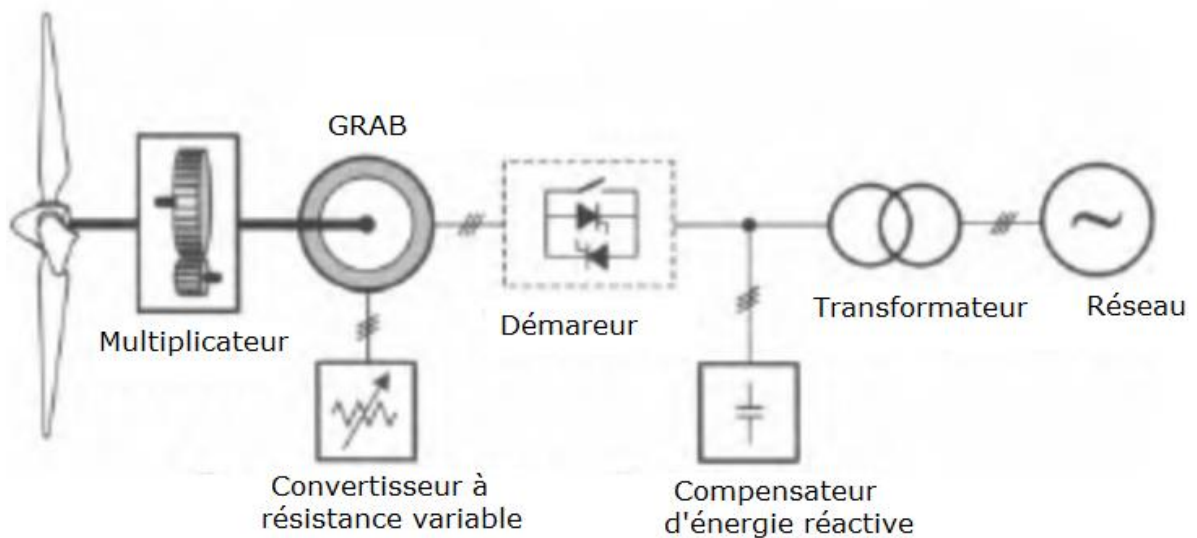 GRAB
Multiplicateur
Démareur
Transformateur
Réseau
Convertisseur à
résistance variable
Compensateur
d'énergie réactive